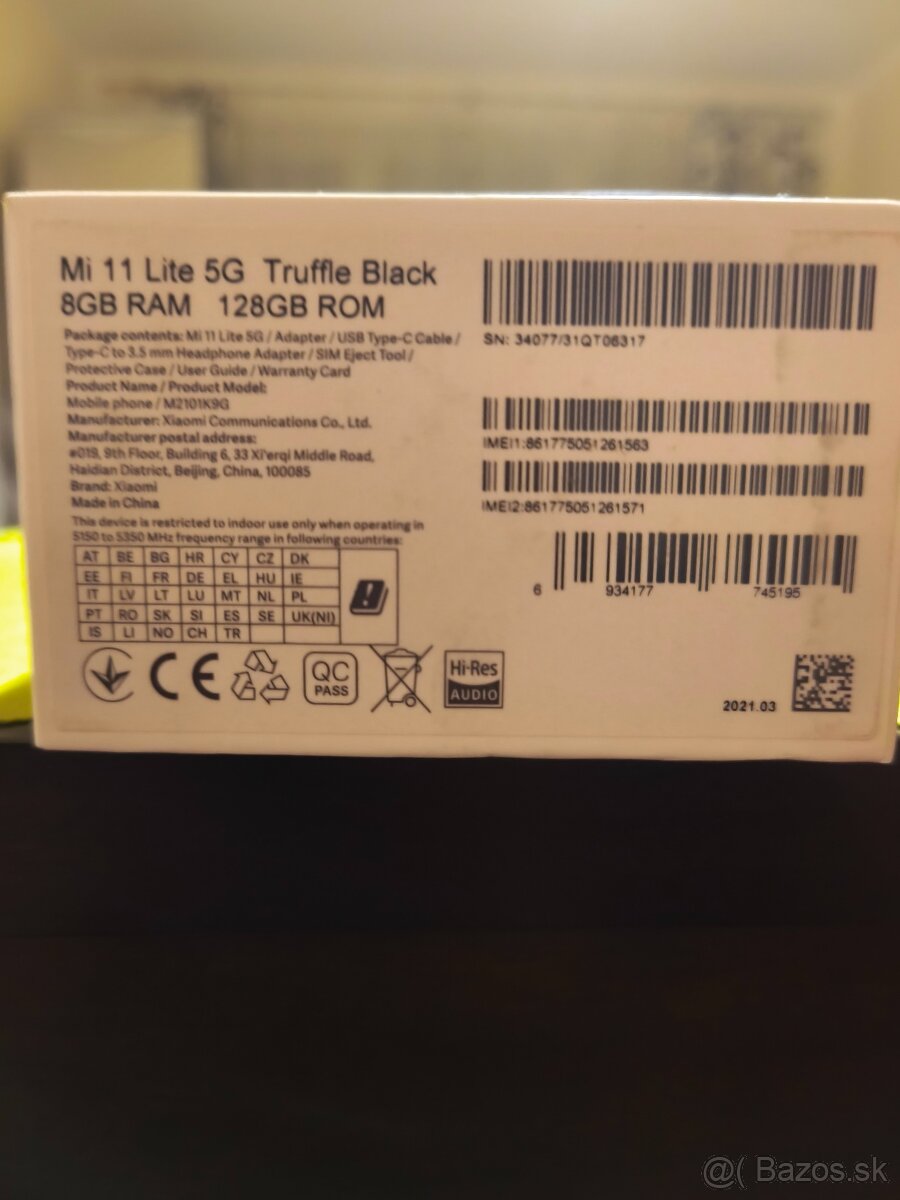 Mi 11 Lite 5G Truffle Black
8GB RAM 128GB ROM
Package contents: Mi 11 Lite 5G / Adapter / USB Type-C Cable /
Type-C to 3.5 mm Headphone Adapter / SIM Eject Tool /
Protective Case / User Guide / Warranty Card
Product Name / Product Model:
Mobile phone / M2101K9G
Manufacturer: Xiaomi Communications Co., Ltd.
Manufacturer postal address:
#019, 9th Floor, Building 6, 33 Xi'erqi Middle Road,
Haidian District, Beijing, China, 100085
Brand: Xiaomi
Made in China
This device is restricted to indoor use only when operating in
5150 to 5350 MHz frequency range in following countries:
AT BE BG HR CY CZ DK
EE FI FR DE EL HU IE
IT LV LT LU MT NL PL
PT RO SK SI ES SE UK(NI)
IS LI NO CH TR
CE
QC
PASS
Hi-Res
AUDIO
SN: 34077/31QT06317
IMEI1:861775051261563
IMEI2:861775051261571
6 934177 745195
2021.03
@( Bazos.sk